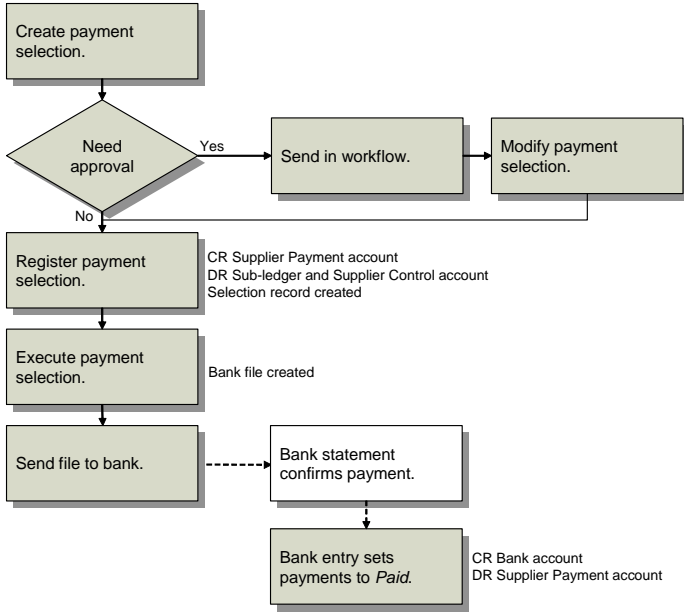 Create payment
selection.
Need
approval
Yes
Send in workflow.
Modify payment
selection.
No
Register payment
selection.
CR Supplier Payment account
DR Sub-ledger and Supplier Control account
Selection record created
Execute payment
selection.
Bank file created
Send file to bank.
Bank statement
confirms payment.
Bank entry sets
payments to Paid.
CR Bank account
DR Supplier Payment account